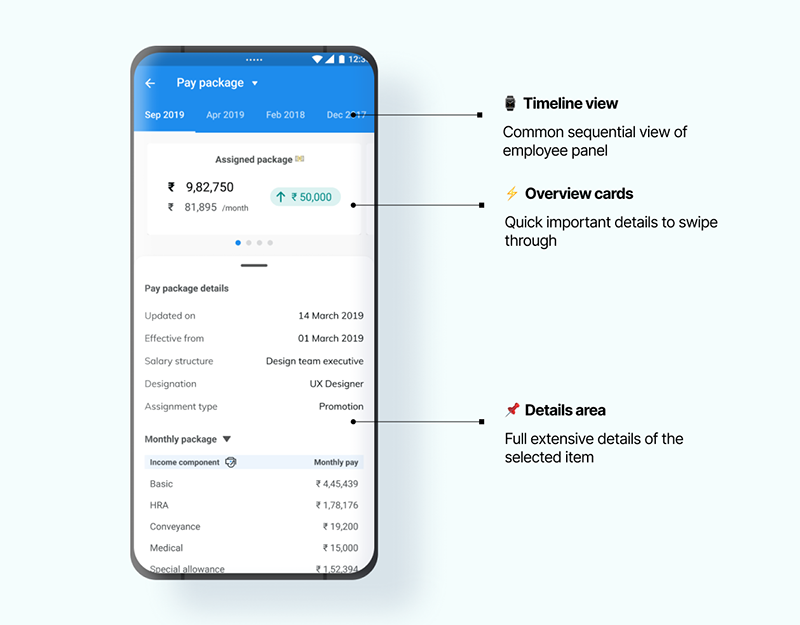 12:3
Pay package
Sep 2019 Apr 2019 Feb 2018 Dec 2017
Assigned package
₹ 9,82,750
₹ 81,895 /month
₹ 50,000
Pay package details
Updated on 14 March 2019
Effective from 01 March 2019
Salary structure Design team executive
Designation UX Designer
Assignment type Promotion
Monthly package
Income component Monthly pay
Basic ₹ 4,45,439
HRA ₹ 1,78,176
Conveyance ₹ 19,200
Medical ₹ 15,000
Special allowance ₹ 1,52,394
Timeline view
Common sequential view of
employee panel
Overview cards
Quick important details to swipe
through
Details area
Full extensive details of the
selected item